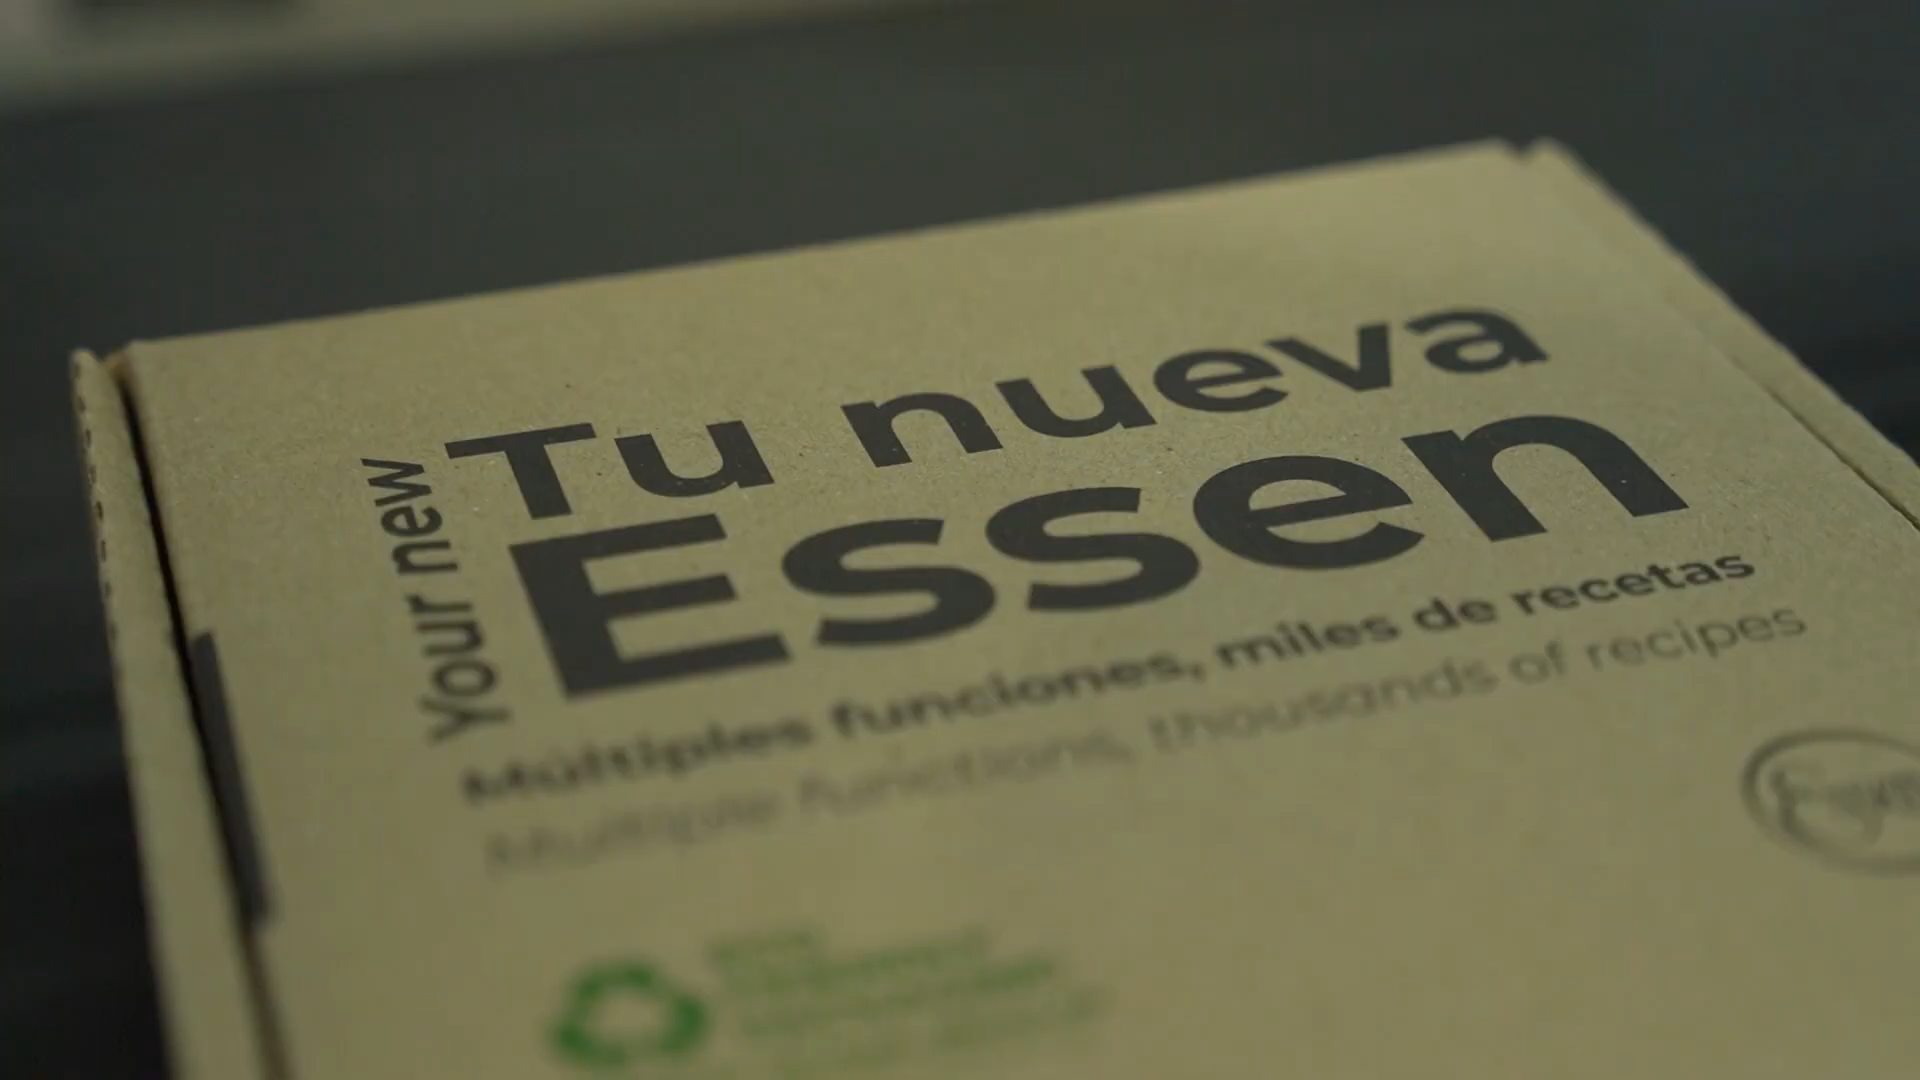 Your new
Tu nueva
Essen
Múltiples funciones, miles de recetas
Multiple functions, thousands of recipes